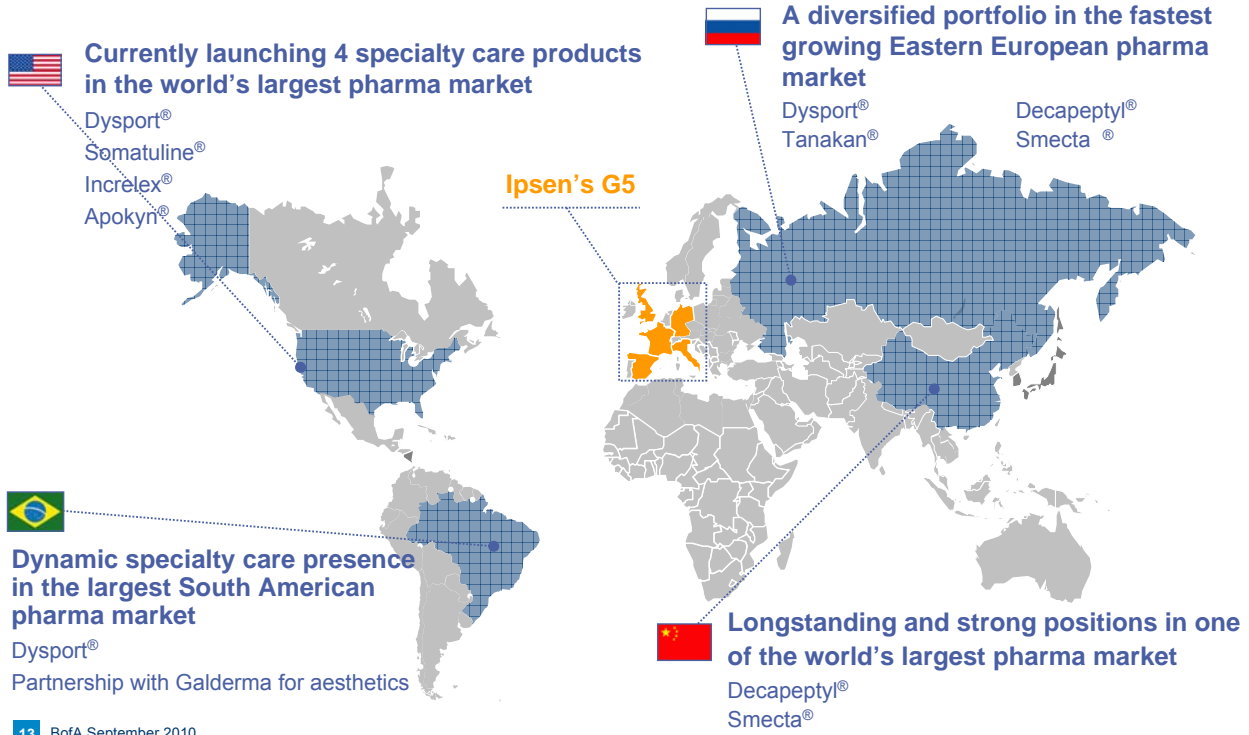 Currently launching 4 specialty care products
in the world's largest pharma market
Dysport®
Somatuline®
Increlex®
Apokyn®
A diversified portfolio in the fastest
growing Eastern European pharma
market
Dysport® Decapeptyl®
Tanakan® Smecta ®
Ipsen's G5
Dynamic specialty care presence
in the largest South American
pharma market
Dysport®
Partnership with Galderma for aesthetics
Longstanding and strong positions in one
of the world's largest pharma market
Decapeptyl®
Smecta®
13 BofA September 2010